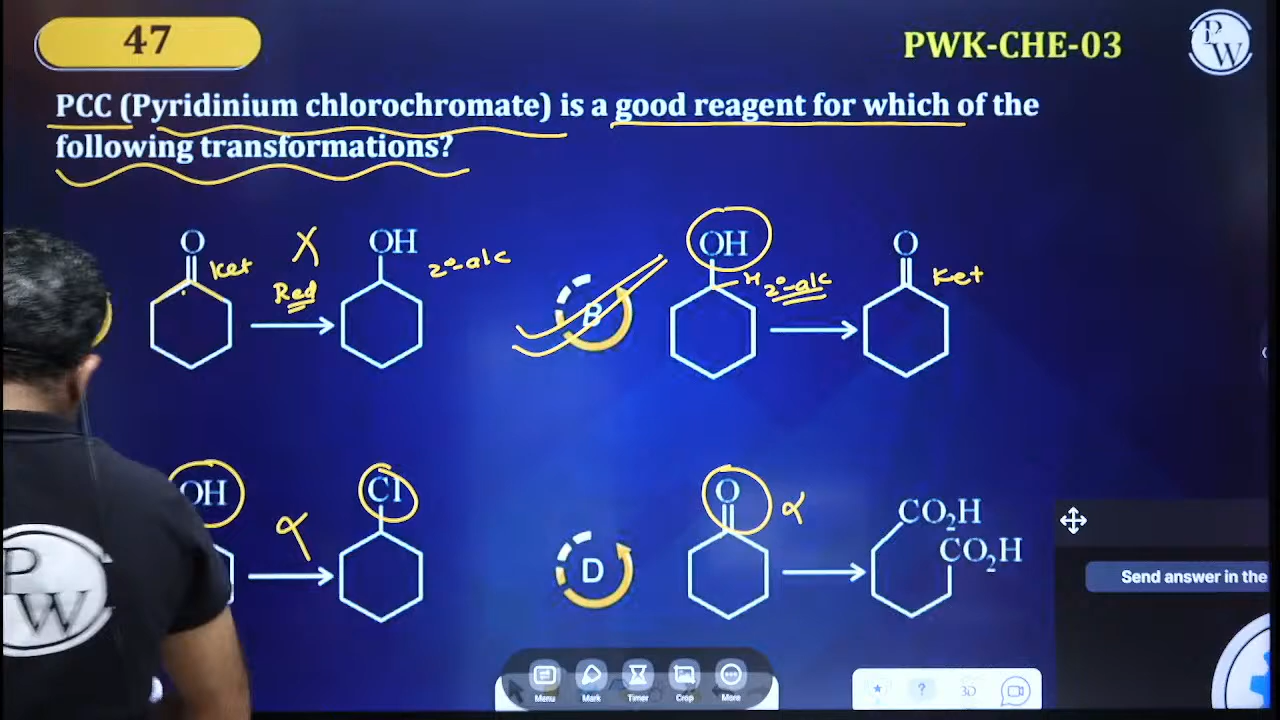 47
PWK-CHE-03
P
W
PCC (Pyridinium chlorochromate) is a good reagent for which of the
following transformations?
O
Ket
X
Red
OH
2°-alc
B
OH
H
2°-alc
O
Ket
OH
Cl
D
O
CO₂H
CO₂H
Send answer in the
P
W
Menu
Mark
Timer
Crop
More
?
3D